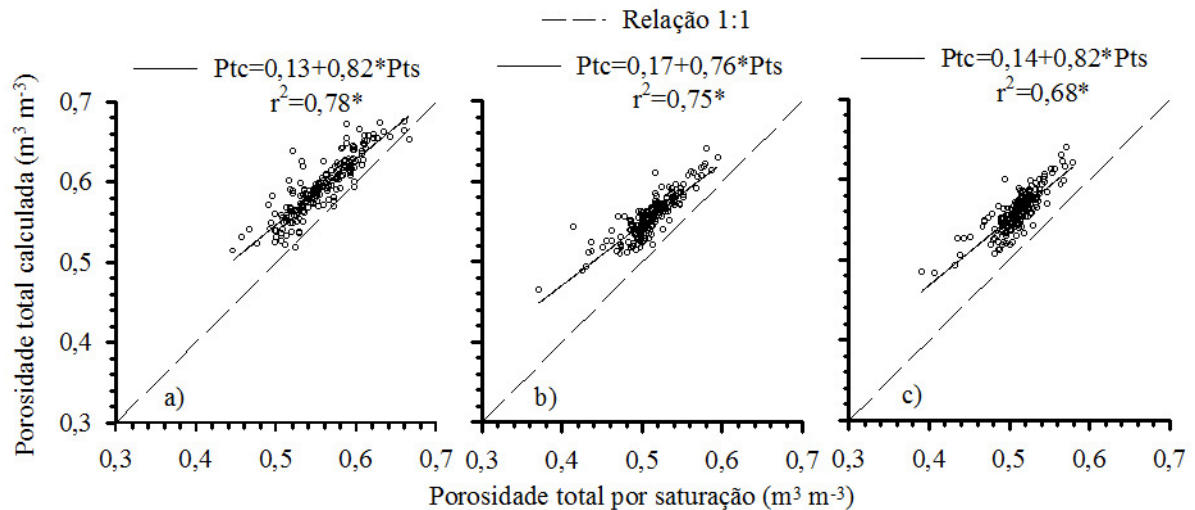 Relação 1:1
Ptc=0,13+0,82*Pts
r²=0,78*
Ptc=0,17+0,76*Pts
r²=0,75*
Ptc=0,14+0,82*Pts
r²=0,68*
Porosidade total calculada (m³ m⁻³)
0,7
0,6
0,5
0,4
0,3
a)
b)
c)
0,3 0,4 0,5 0,6 0,7
0,3 0,4 0,5 0,6 0,7
0,3 0,4 0,5 0,6 0,7
Porosidade total por saturação (m³ m⁻³)